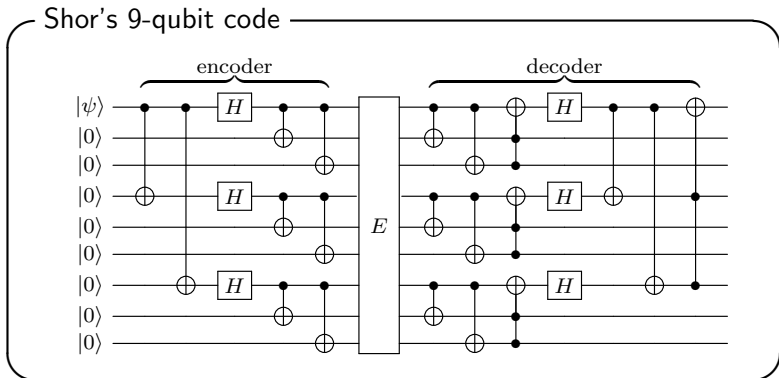 Shor's 9-qubit code
encoder decoder
|ψ⟩ H H
|0⟩
|0⟩
|0⟩ H H
|0⟩ E
|0⟩
|0⟩ H H
|0⟩
|0⟩